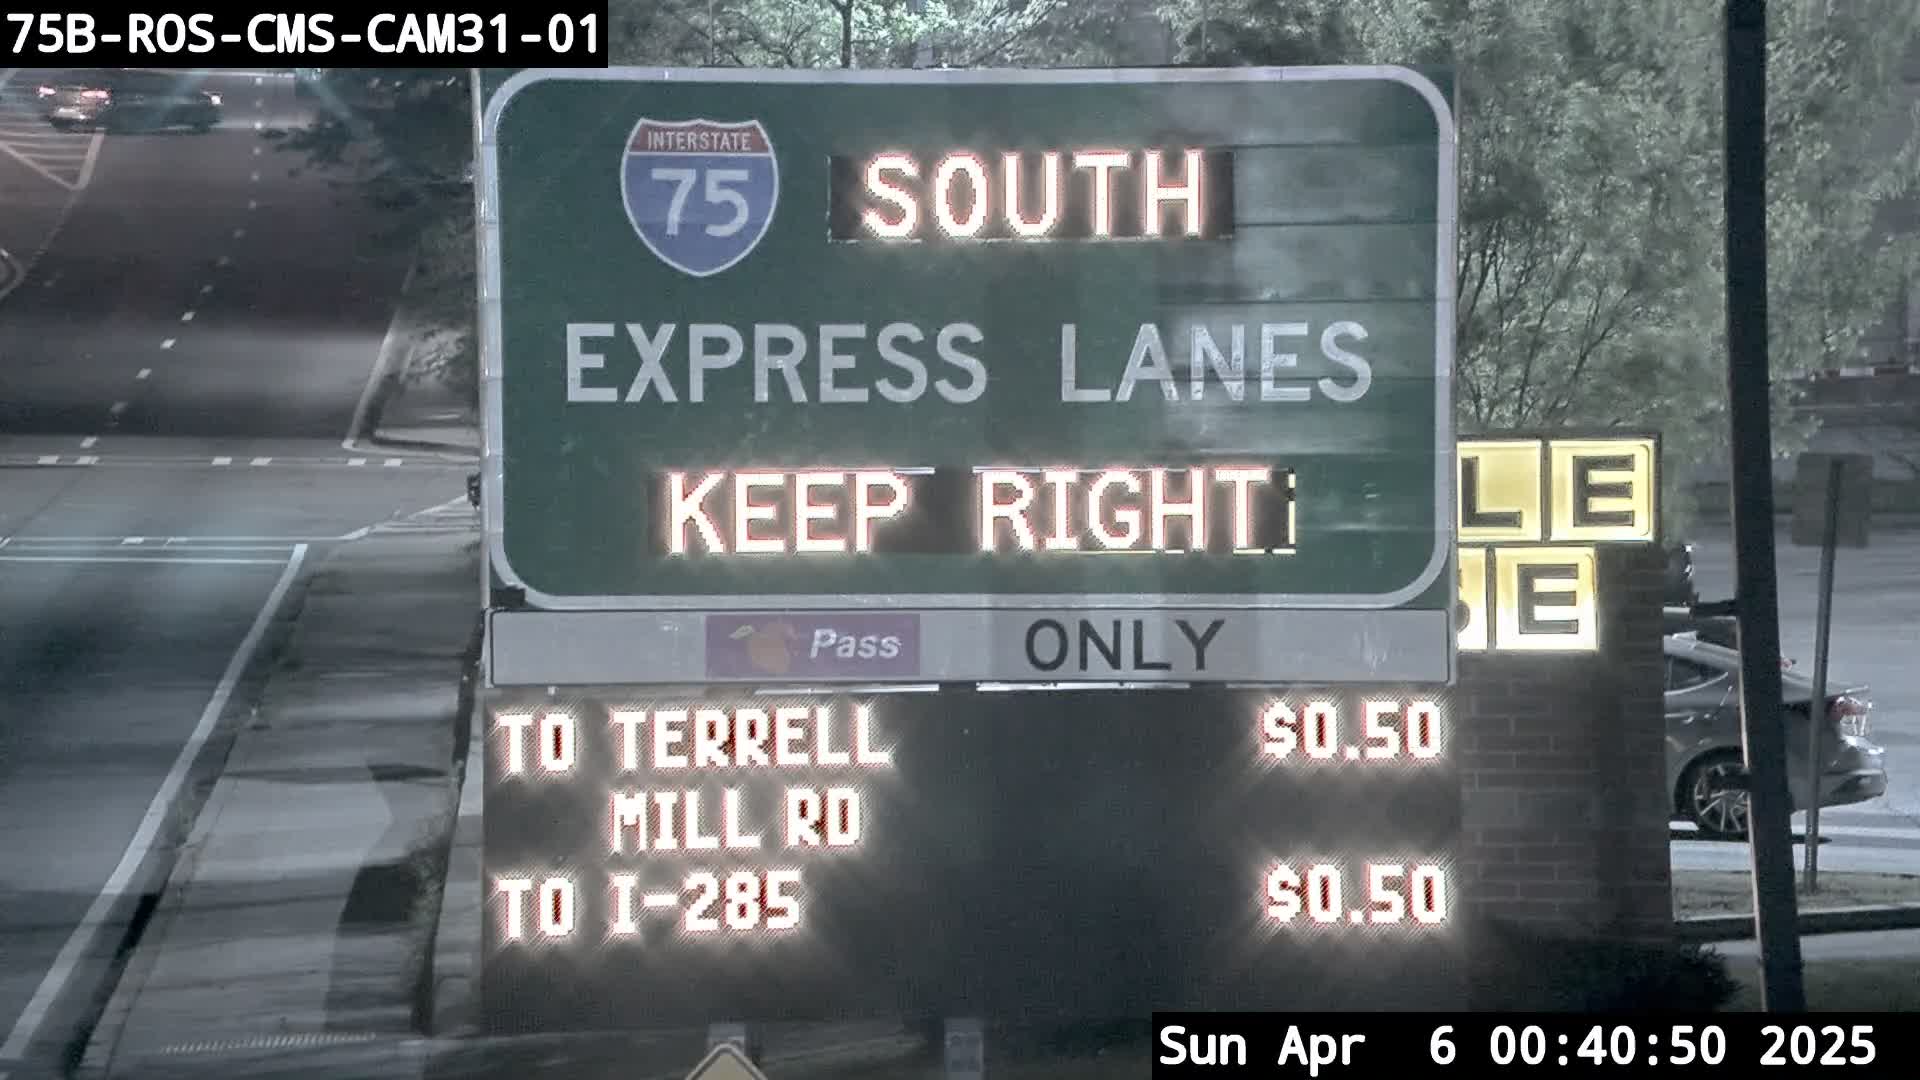 75B-ROS-CMS-CAM31-01
INTERSTATE
75
SOUTH
EXPRESS LANES
KEEP RIGHT
Pass ONLY
TO TERRELL $0.50
MILL RD
TO I-285 $0.50
LE
E
Sun Apr 6 00:40:50 2025